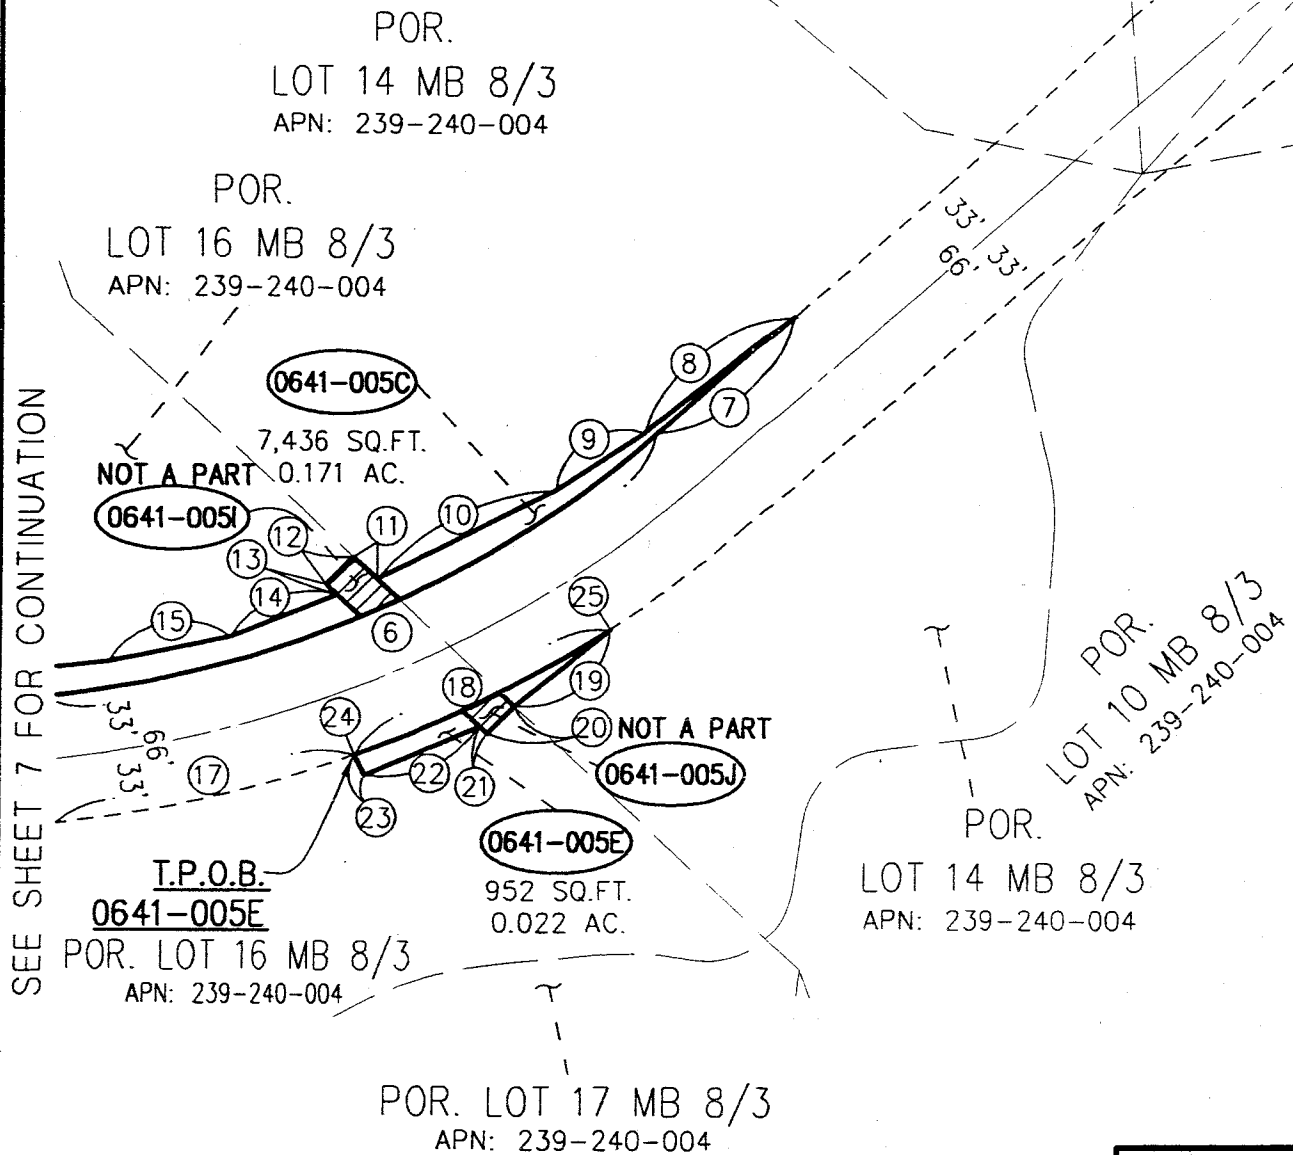 POR.
LOT 14 MB 8/3
APN: 239-240-004
POR.
LOT 16 MB 8/3
APN: 239-240-004
33'
66'
33'
8
7
0641-005C
7,436 SQ.FT.
0.171 AC.
9
NOT A PART
0641-005I
10
11
12
13
14
15
6
SEE SHEET 7 FOR CONTINUATION
25
18
19
20
NOT A PART
0641-005J
24
33'
66'
33'
17
22
21
23
0641-005E
952 SQ.FT.
0.022 AC.
T.P.O.B.
0641-005E
POR. LOT 16 MB 8/3
APN: 239-240-004
POR.
LOT 10 MB 8/3
APN: 239-240-004
POR.
LOT 14 MB 8/3
APN: 239-240-004
POR. LOT 17 MB 8/3
APN: 239-240-004